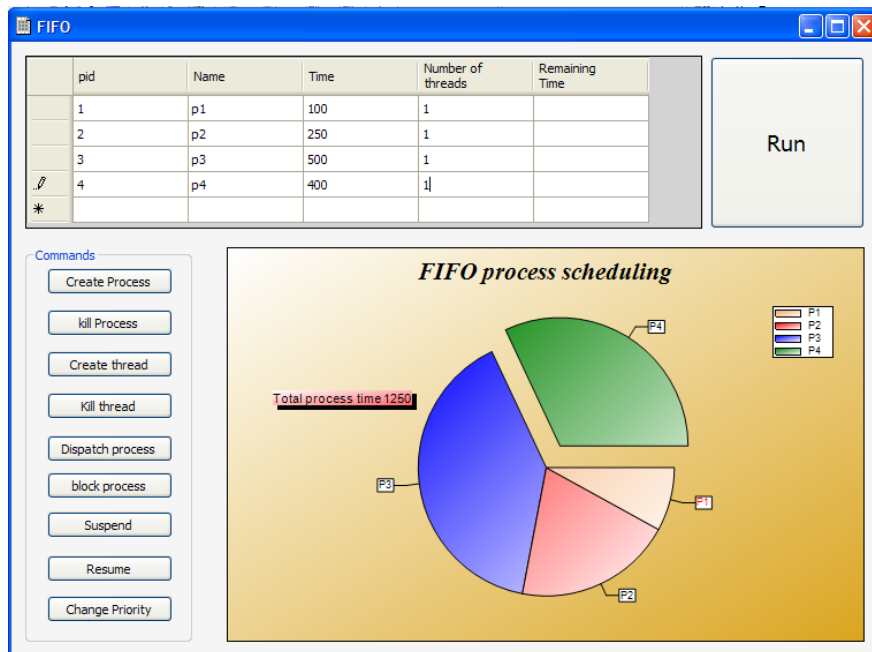 FIFO
pid Name Time Number of threads Remaining Time
1 p1 100 1
2 p2 250 1
3 p3 500 1
4 p4 400 1
Run
Commands
Create Process
kill Process
Create thread
Kill thread
Dispatch process
block process
Suspend
Resume
Change Priority
FIFO process scheduling
P1
P2
P3
P4
Total process time 1250
P4
P3
P1
P2